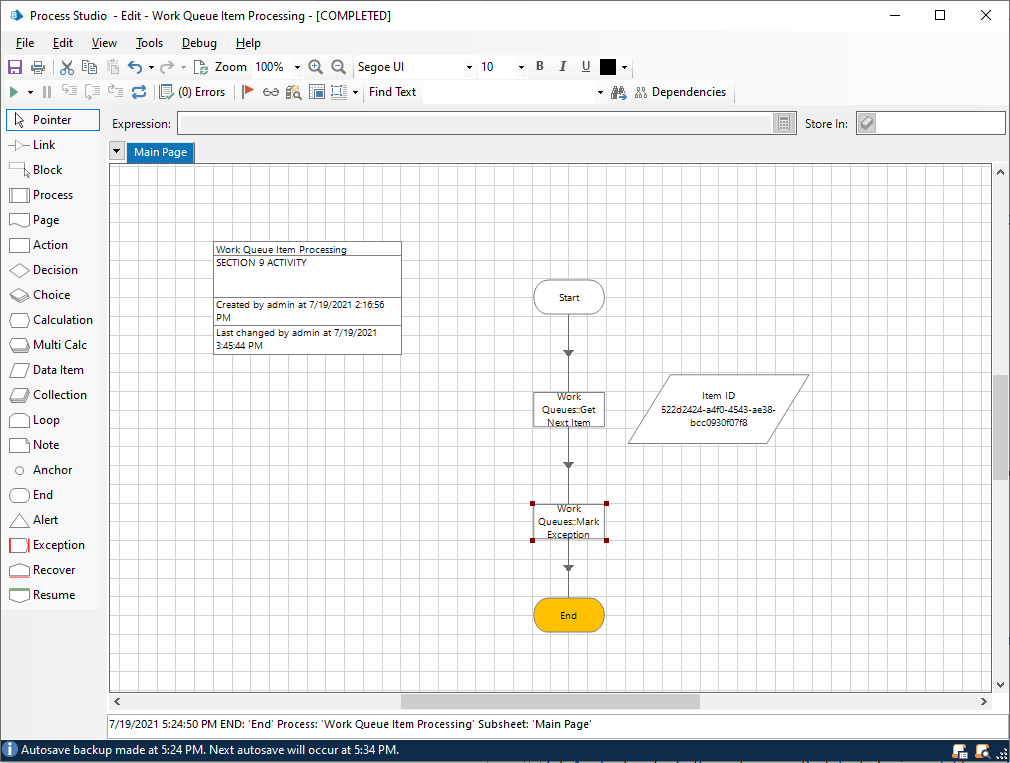 Process Studio  - Edit - Work Queue Item Processing - [COMPLETED]
File Edit View Tools Debug Help
Zoom 100% Segoe UI 10 B I U
(0) Errors Find Text Dependencies
Pointer
Link
Block
Process
Page
Action
Decision
Choice
Calculation
Multi Calc
Data Item
Collection
Loop
Note
Anchor
End
Alert
Exception
Recover
Resume
Expression: Store In:
Main Page
Work Queue Item Processing
SECTION 9 ACTIVITY
Created by admin at 7/19/2021 2:16:56
PM
Last changed by admin at 7/19/2021
3:45:44 PM
Start
Work
Queues::Get
Next Item
Item ID
522d2424-a4f0-4543-ae38-
bcc0930f07f8
Work
Queues::Mark
Exception
End
7/19/2021 5:24:50 PM END: 'End' Process: 'Work Queue Item Processing' Subsheet: 'Main Page'
Autosave backup made at 5:24 PM. Next autosave will occur at 5:34 PM.